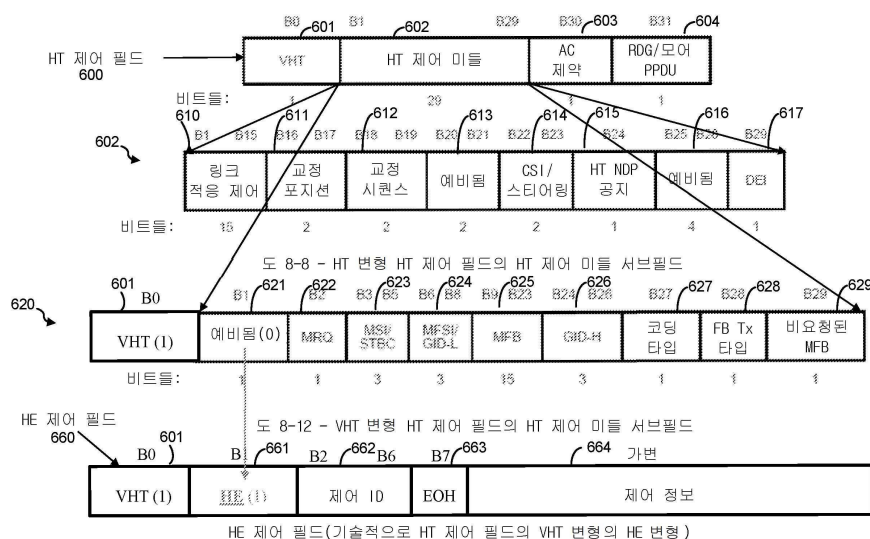 B0 601 B1 602 B29 B30 603 B31 604
HT 제어 필드
600
VHT HT 제어 미들 AC 제약 RDG/모어 PPDU
비트들: 1 29 1 1
610 611 612 613 614 615 616 617
B1 B15 B16 B17 B18 B19 B20 B21 B22 B23 B24 B25 B28 B29
602
링크 적응 제어 교정 포지션 교정 시퀀스 예비됨 CSI/스티어링 HT NDP 공지 예비됨 DEI
비트들: 15 2 2 2 2 1 4 1
도 8-8 - HT 변형 HT 제어 필드의 HT 제어 미들 서브필드
601 621 622 623 624 625 626 627 628 629
620
B0 B1 B2 B3 B5 B6 B8 B9 B23 B24 B26 B27 B28 B29
VHT (1) 예비됨(0) MRQ MSI/STBC MFSI/GID-L MFB GID-H 코딩 타입 FB Tx 타입 비요청된 MFB
비트들: 1 1 3 3 15 3 1 1 1
도 8-12 - VHT 변형 HT 제어 필드의 HT 제어 미들 서브필드
HE 제어 필드
660
B0 601 B 661 B2 662 B6 B7 663 664 가변
VHT (1) HE (1) 제어 ID EOH 제어 정보
HE 제어 필드(기술적으로 HT 제어 필드의 VHT 변형의 HE 변형)